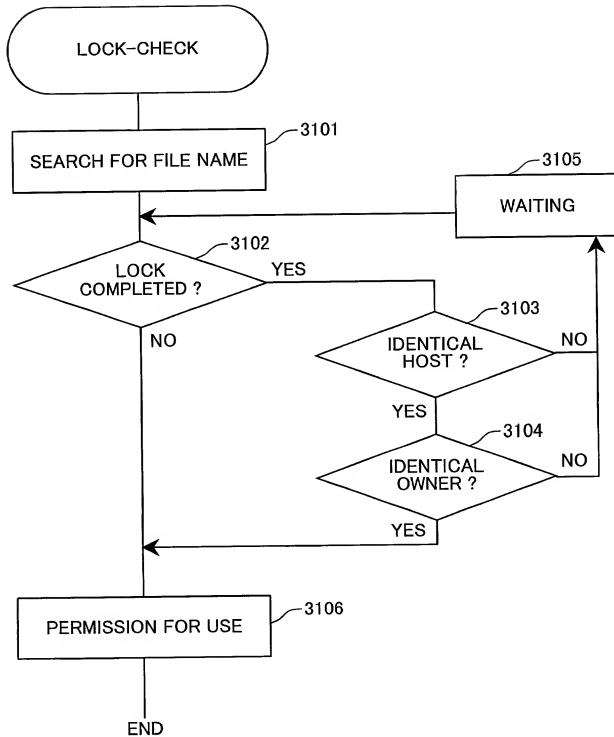 LOCK-CHECK
3101
SEARCH FOR FILE NAME
3105
WAITING
3102
LOCK
COMPLETED ?
YES
NO
3103
IDENTICAL
HOST ?
NO
YES
3104
IDENTICAL
OWNER ?
NO
YES
3106
PERMISSION FOR USE
END